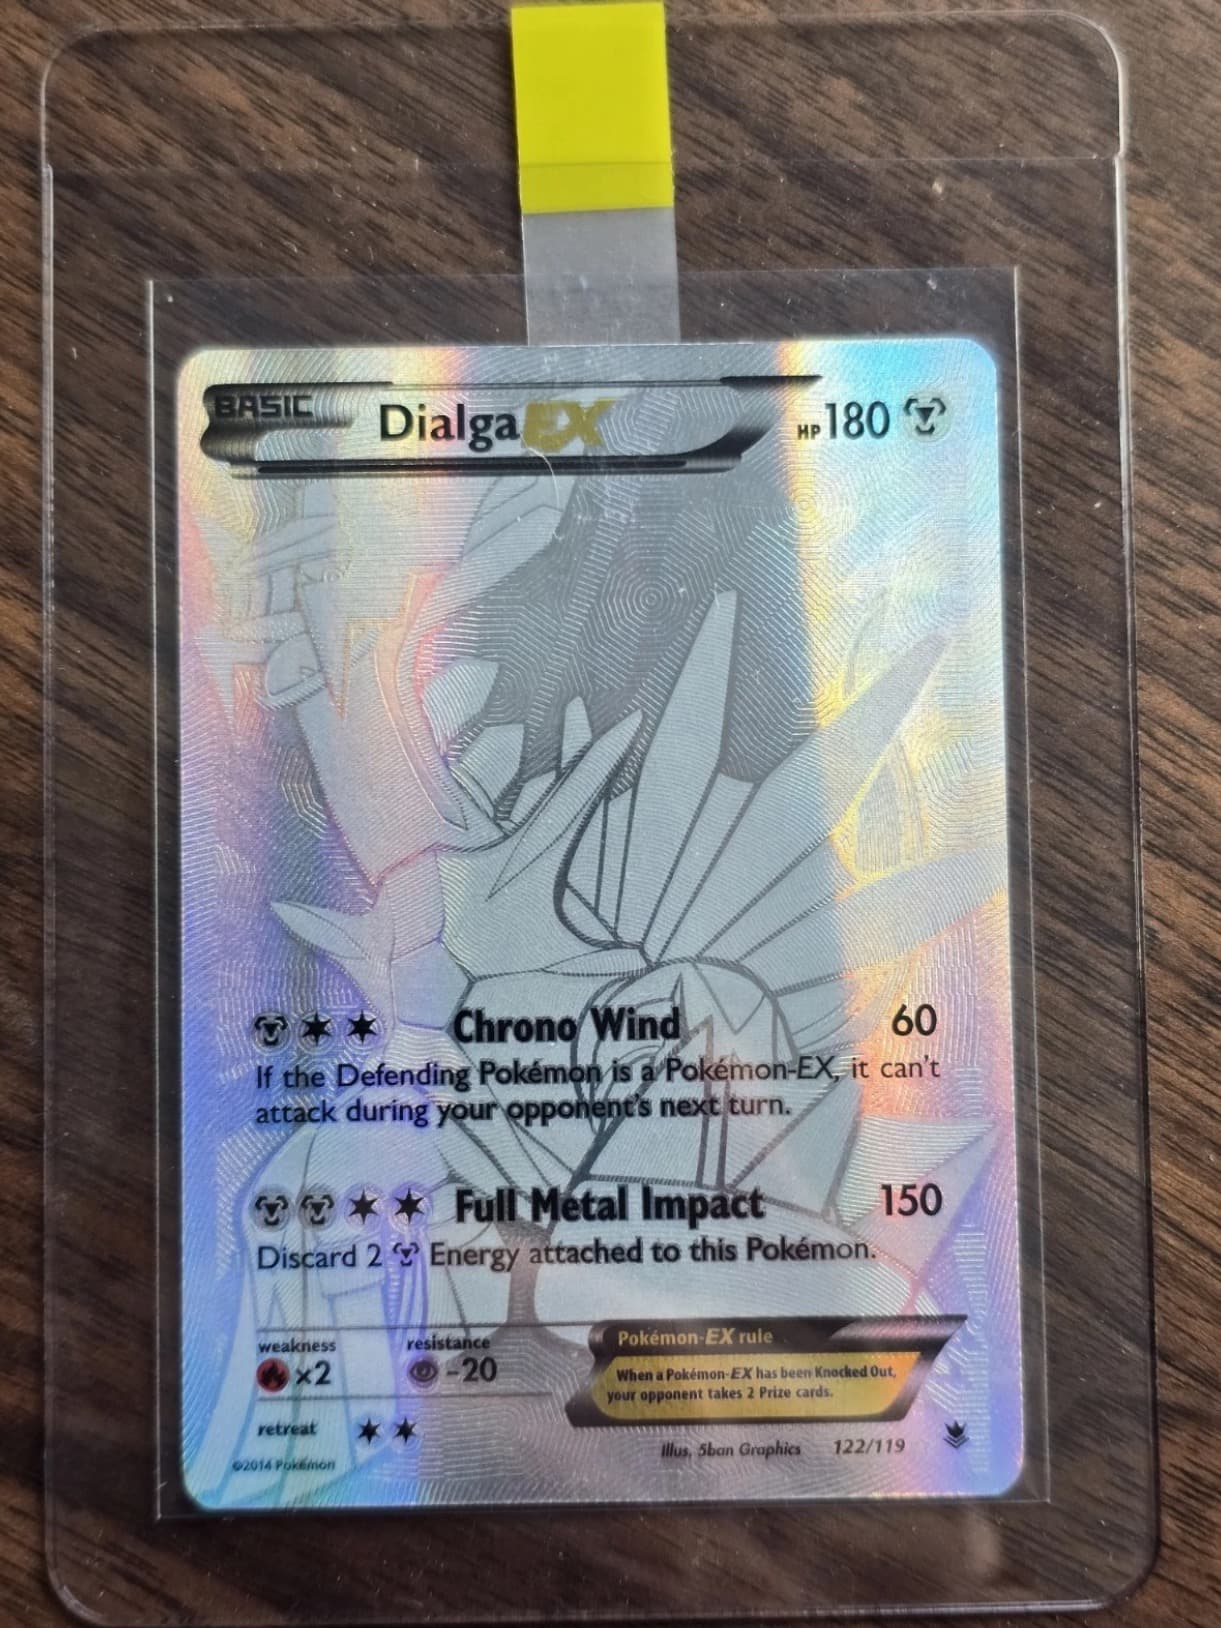 BASIC Dialga EX HP 180
Chrono Wind 60
If the Defending Pokémon is a Pokémon-EX, it can't
attack during your opponent's next turn.
Full Metal Impact 150
Discard 2 Energy attached to this Pokémon.
weakness resistance
×2 -20
retreat
Pokémon-EX rule
When a Pokémon-EX has been Knocked Out,
your opponent takes 2 Prize cards.
Illus. 5ban Graphics 122/119
©2014 Pokémon